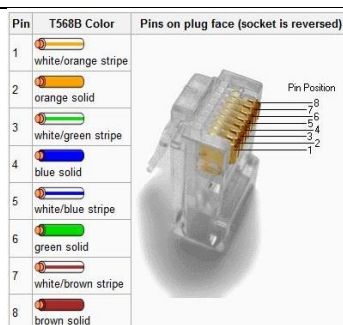 Pin T568B Color Pins on plug face (socket is reversed)
1 white/orange stripe
2 orange solid
3 white/green stripe
4 blue solid
5 white/blue stripe
6 green solid
7 white/brown stripe
8 brown solid
Pin Position
8
7
6
5
4
3
2
1